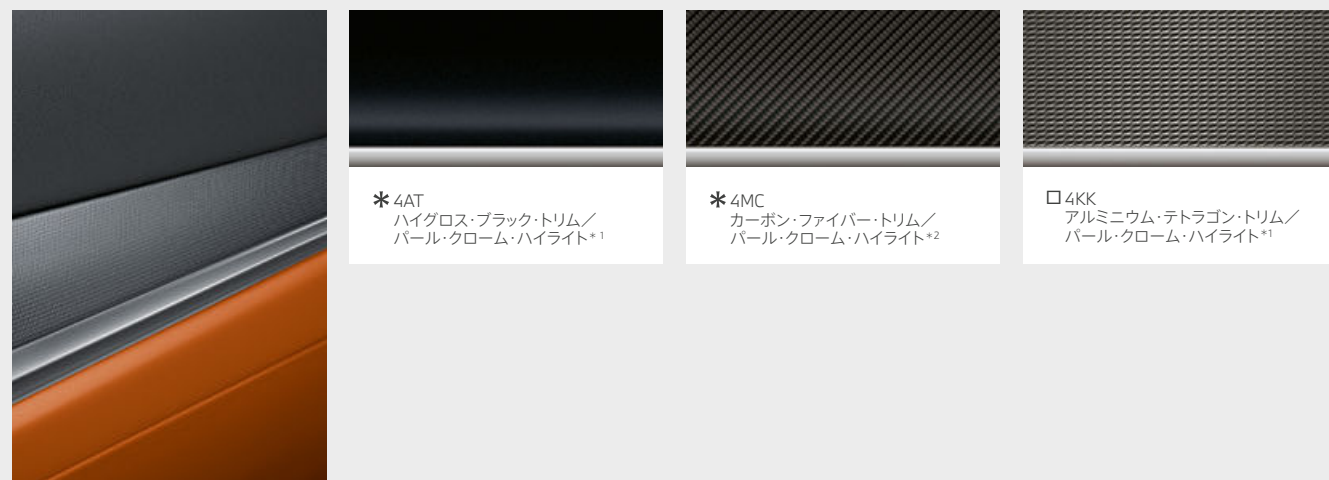 ＊4AT
ハイグロス・ブラック・トリム／
パール・クローム・ハイライト＊1
＊4MC
カーボン・ファイバー・トリム／
パール・クローム・ハイライト＊2
□4KK
アルミニウム・テトラゴン・トリム／
パール・クローム・ハイライト＊1